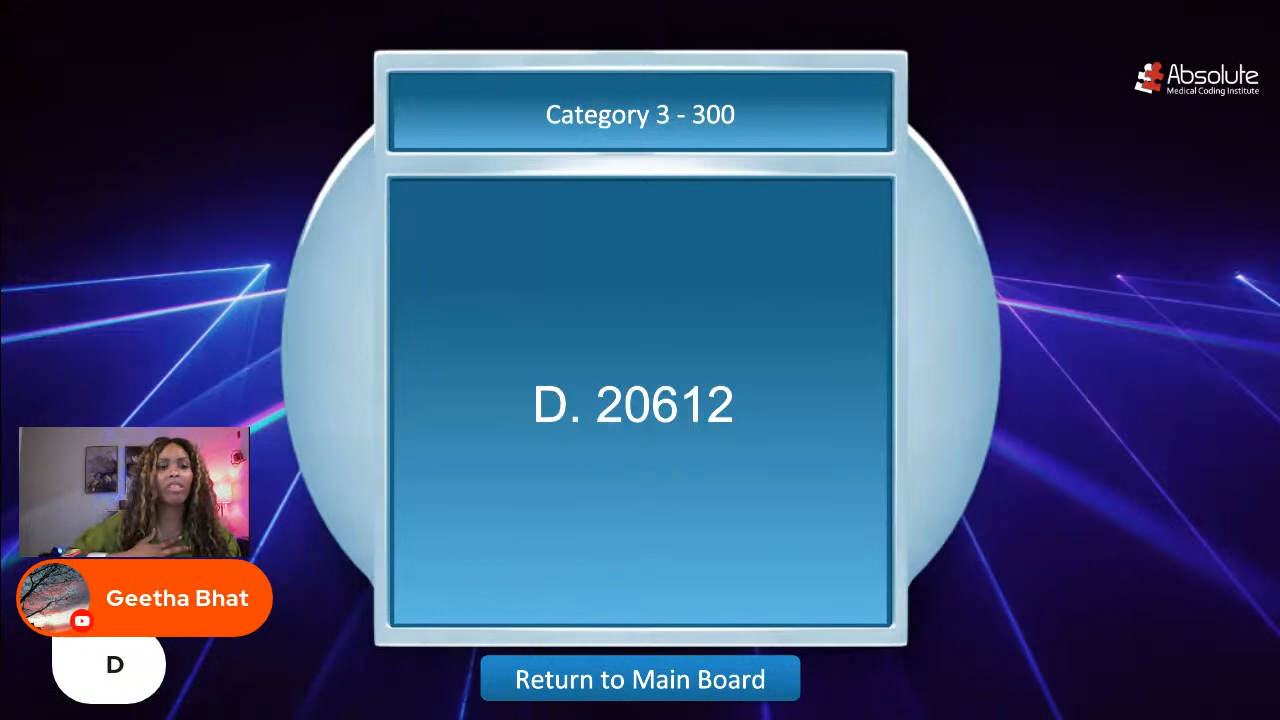 Absolute
Medical Coding Institute
Category 3 - 300
D. 20612
Geetha Bhat
D
Return to Main Board